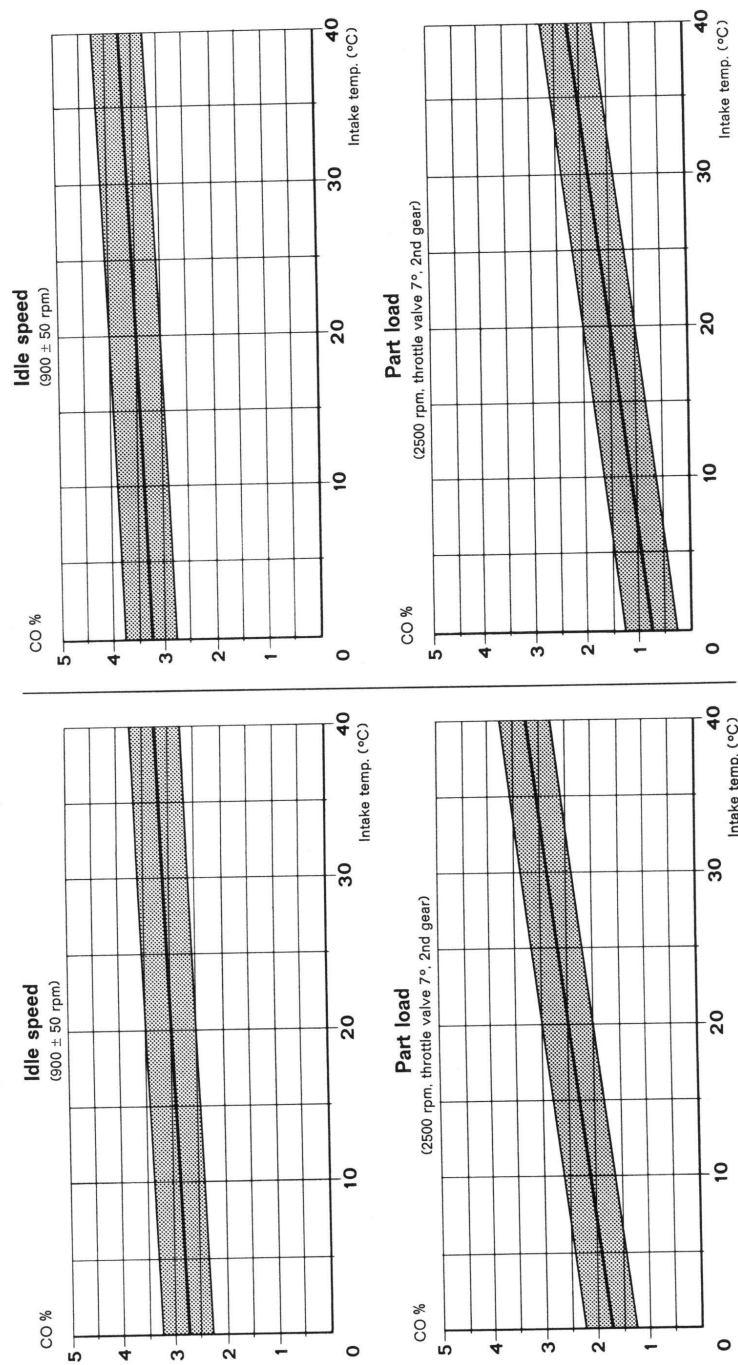 Idle speed
(900 ± 50 rpm)
CO %
5
4
3
2
1
0
10
20
30
40
Intake temp. (°C)
Idle speed
(900 ± 50 rpm)
CO %
5
4
3
2
1
0
10
20
30
40
Intake temp. (°C)
Part load
(2500 rpm, throttle valve 7°, 2nd gear)
CO %
5
4
3
2
1
0
10
20
30
40
Intake temp. (°C)
Part load
(2500 rpm, throttle valve 7°, 2nd gear)
CO %
5
4
3
2
1
0
10
20
30
40
Intake temp. (°C)